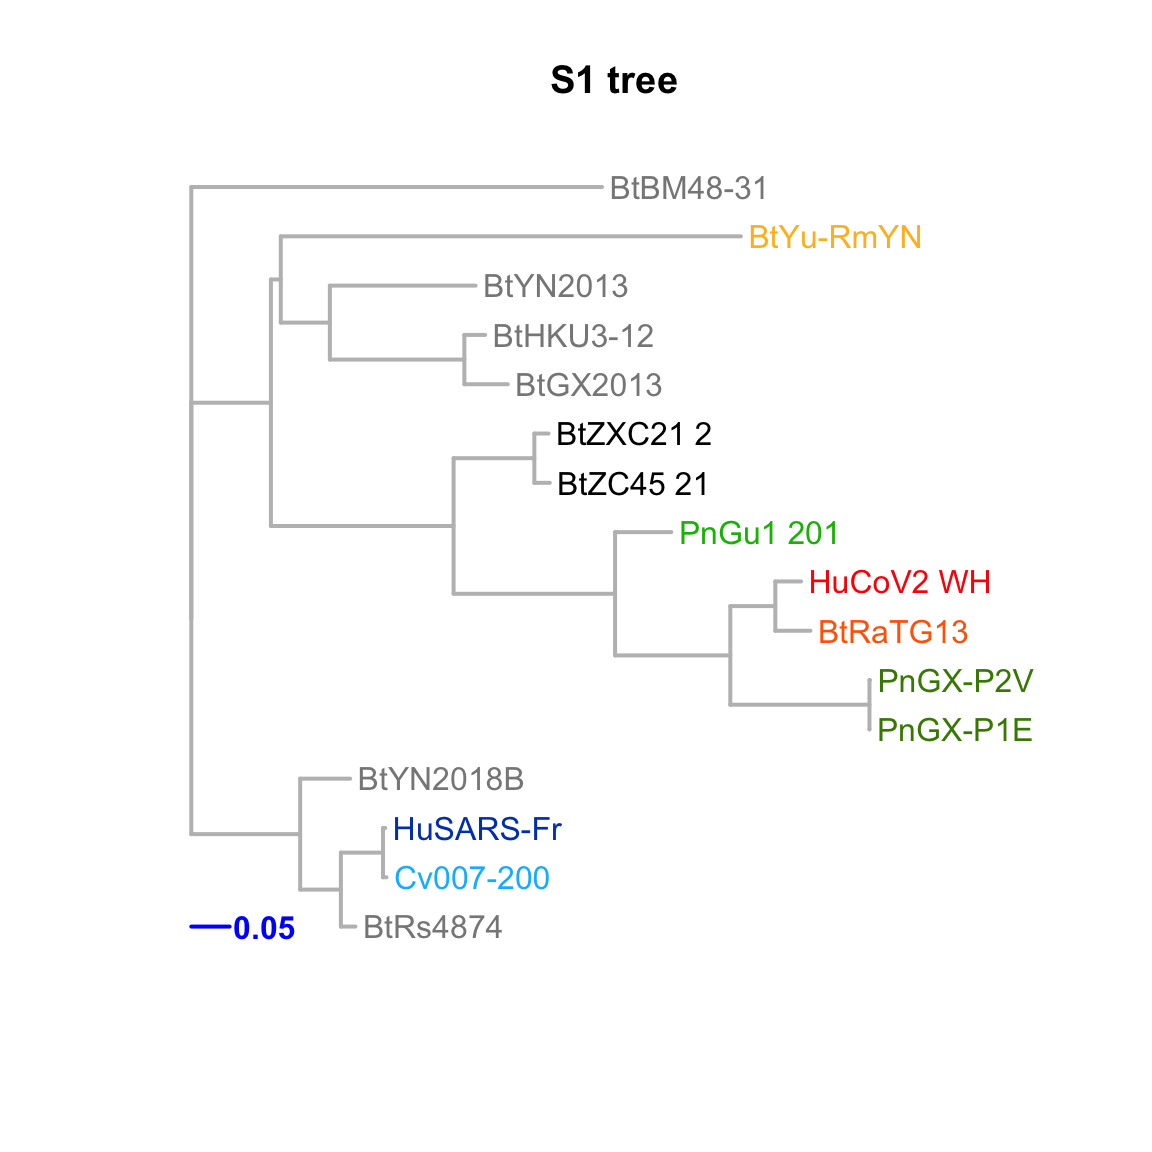 S1 tree
BtBM48-31
BtYu-RmYN
BtYN2013
BtHKU3-12
BtGX2013
BtZXC21 2
BtZC45 21
PnGu1 201
HuCoV2 WH
BtRaTG13
PnGX-P2V
PnGX-P1E
BtYN2018B
HuSARS-Fr
Cv007-200
BtRs4874
0.05